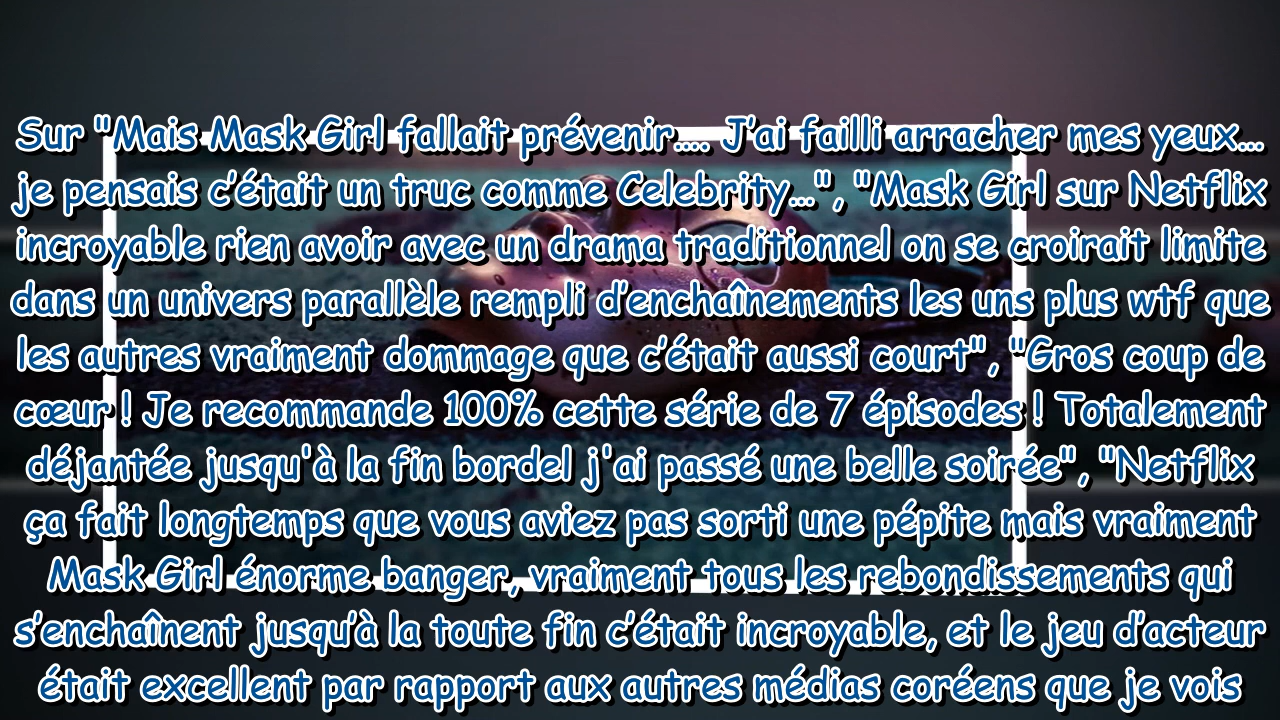 Sur "Mais Mask Girl fallait prévenir.... J’ai failli arracher mes yeux...
je pensais c’était un truc comme Celebrity...", "Mask Girl sur Netflix
incroyable rien avoir avec un drama traditionnel on se croirait limite
dans un univers parallèle rempli d’enchaînements les uns plus wtf que
les autres vraiment dommage que c’était aussi court", "Gros coup de
cœur ! Je recommande 100% cette série de 7 épisodes ! Totalement
déjantée jusqu'à la fin bordel j'ai passé une belle soirée", "Netflix
ça fait longtemps que vous aviez pas sorti une pépite mais vraiment
Mask Girl énorme banger, vraiment tous les rebondissements qui
s’enchaînent jusqu’à la toute fin c’était incroyable, et le jeu d’acteur
était excellent par rapport aux autres médias coréens que je vois